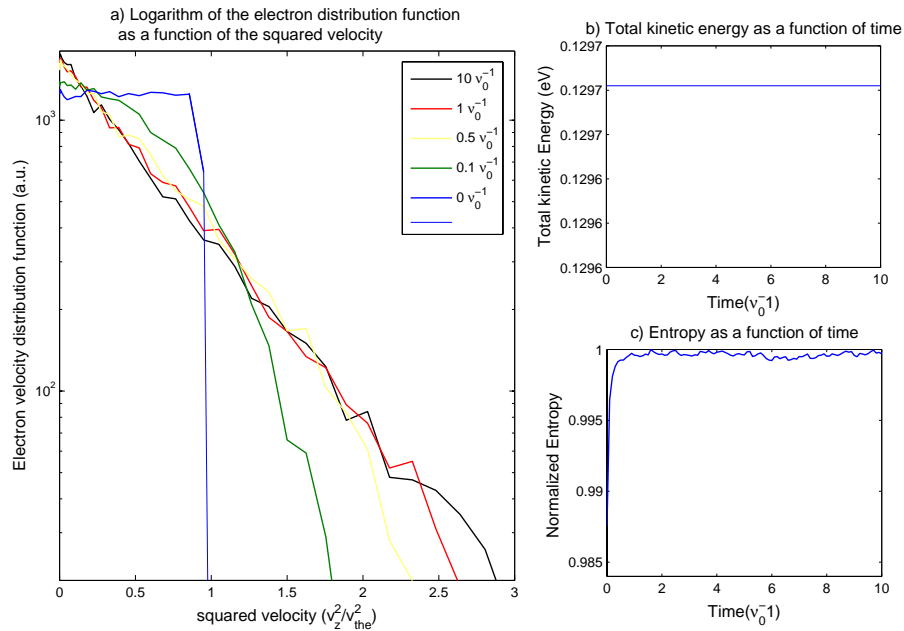 a) Logarithm of the electron distribution function
as a function of the squared velocity
Electron velocity distribution function (a.u.)
10³
10²
0
0.5
1
1.5
2
2.5
3
squared velocity (v_z²/v_the²)
10 ν₀⁻¹
1 ν₀⁻¹
0.5 ν₀⁻¹
0.1 ν₀⁻¹
0 ν₀⁻¹
b) Total kinetic energy as a function of time
Total kinetic Energy (eV)
0.1297
0.1297
0.1297
0.1296
0.1296
0
2
4
6
8
10
Time(ν₀⁻1)
c) Entropy as a function of time
Normalized Entropy
1
0.995
0.99
0.985
0
2
4
6
8
10
Time(ν₀⁻1)